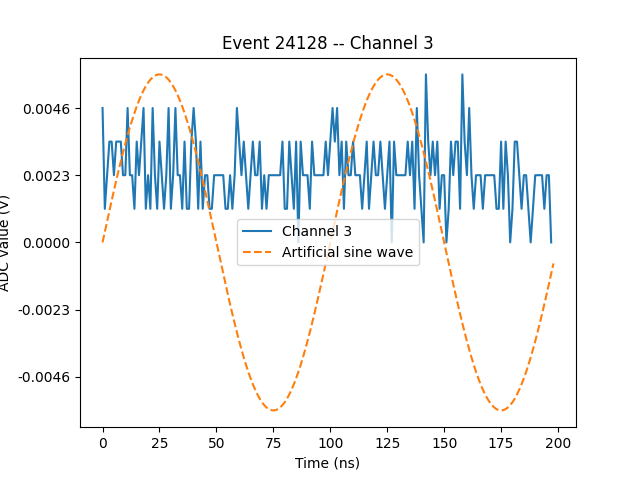 Event 24128 -- Channel 3
ADC Value (V)
0.0046
0.0023
0.0000
-0.0023
-0.0046
Channel 3
Artificial sine wave
0 25 50 75 100 125 150 175 200
Time (ns)